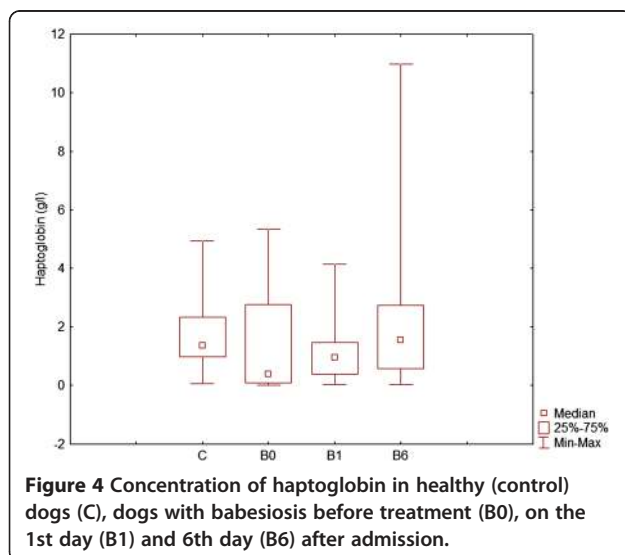 12
10
8
6
4
2
0
-2
Haptoglobin (g/l)
C B0 B1 B6
Median
25%-75%
Min-Max
Figure 4 Concentration of haptoglobin in healthy (control)
dogs (C), dogs with babesiosis before treatment (B0), on the
1st day (B1) and 6th day (B6) after admission.